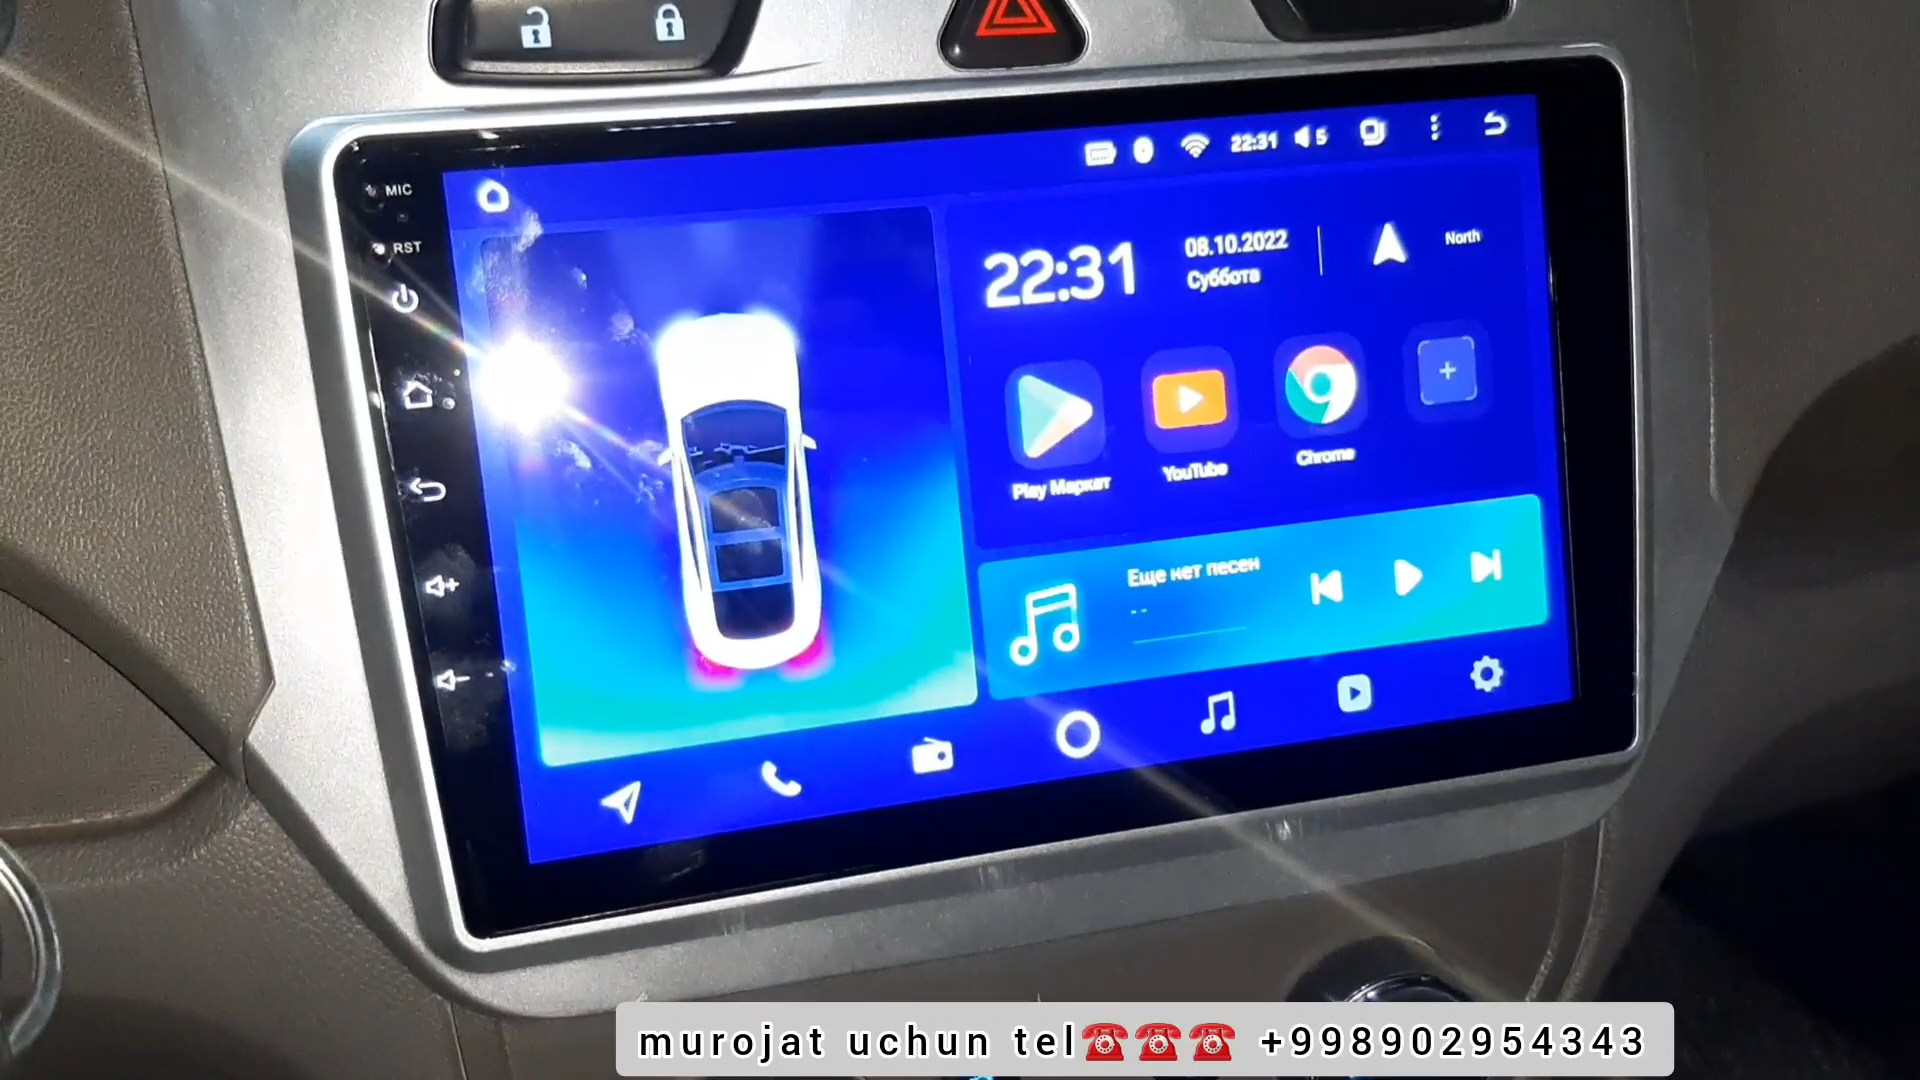 MIC
RST
22:31
5
22:31
08.10.2022
Суббота
North
Play Маркет
YouTube
Chrome
Еще нет песен
--
murojat uchun tel☎️☎️☎️ +998902954343